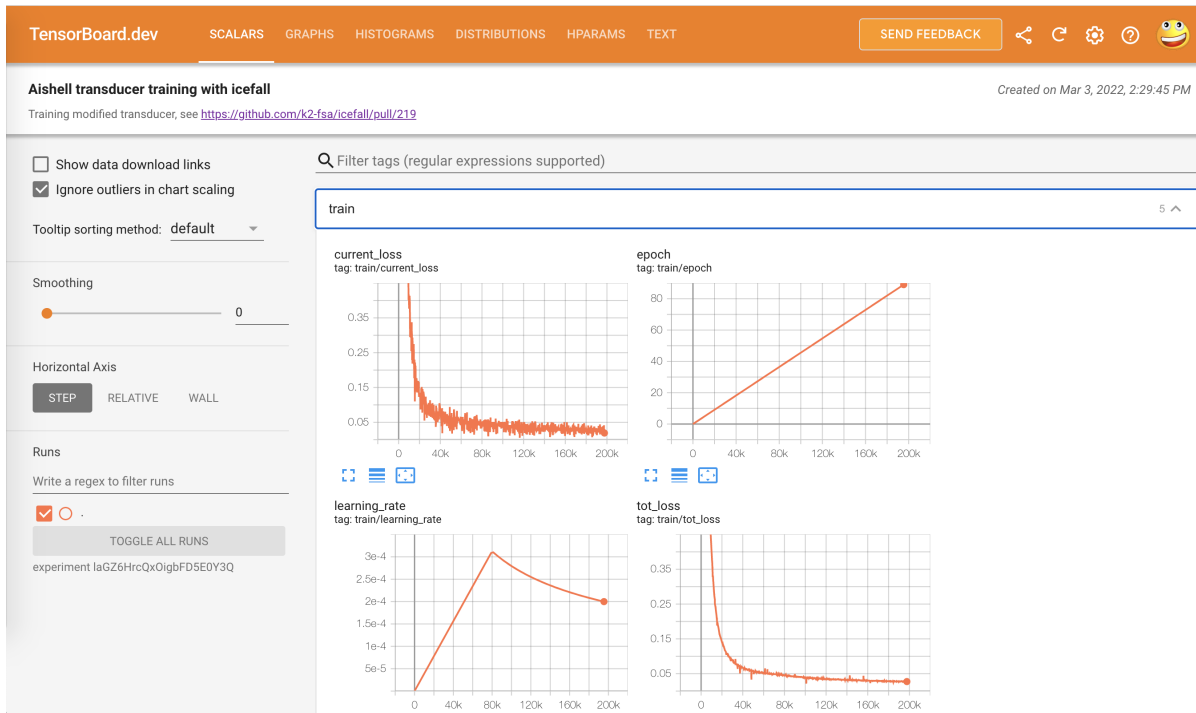 TensorBoard.dev SCALARS GRAPHS HISTOGRAMS DISTRIBUTIONS HPARAMS TEXT SEND FEEDBACK
Aishell transducer training with icefall Created on Mar 3, 2022, 2:29:45 PM
Training modified transducer, see https://github.com/k2-fsa/icefall/pull/219
Show data download links
Ignore outliers in chart scaling
Tooltip sorting method: default
Smoothing
0
Horizontal Axis
STEP RELATIVE WALL
Runs
Write a regex to filter runs
.
TOGGLE ALL RUNS
experiment laGZ6HrcQxOigbFD5E0Y3Q
Filter tags (regular expressions supported)
train 5
current_loss
tag: train/current_loss
0.35
0.25
0.15
0.05
0 40k 80k 120k 160k 200k
epoch
tag: train/epoch
80
60
40
20
0
0 40k 80k 120k 160k 200k
learning_rate
tag: train/learning_rate
3e-4
2.5e-4
2e-4
1.5e-4
1e-4
5e-5
0 40k 80k 120k 160k 200k
tot_loss
tag: train/tot_loss
0.35
0.25
0.15
0.05
0 40k 80k 120k 160k 200k